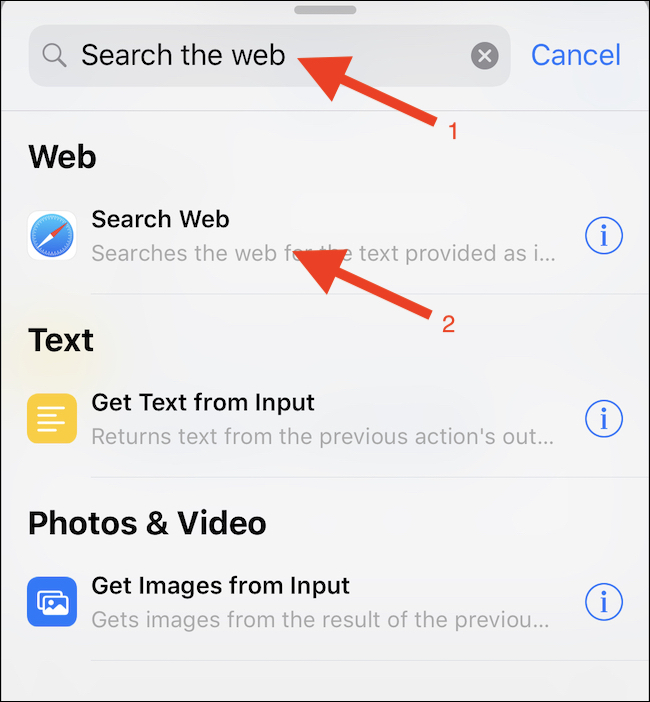 Search the web
Cancel
1
Web
Search Web
Searches the web for the text provided as i...
2
Text
Get Text from Input
Returns text from the previous action's out...
Photos & Video
Get Images from Input
Gets images from the result of the previou...